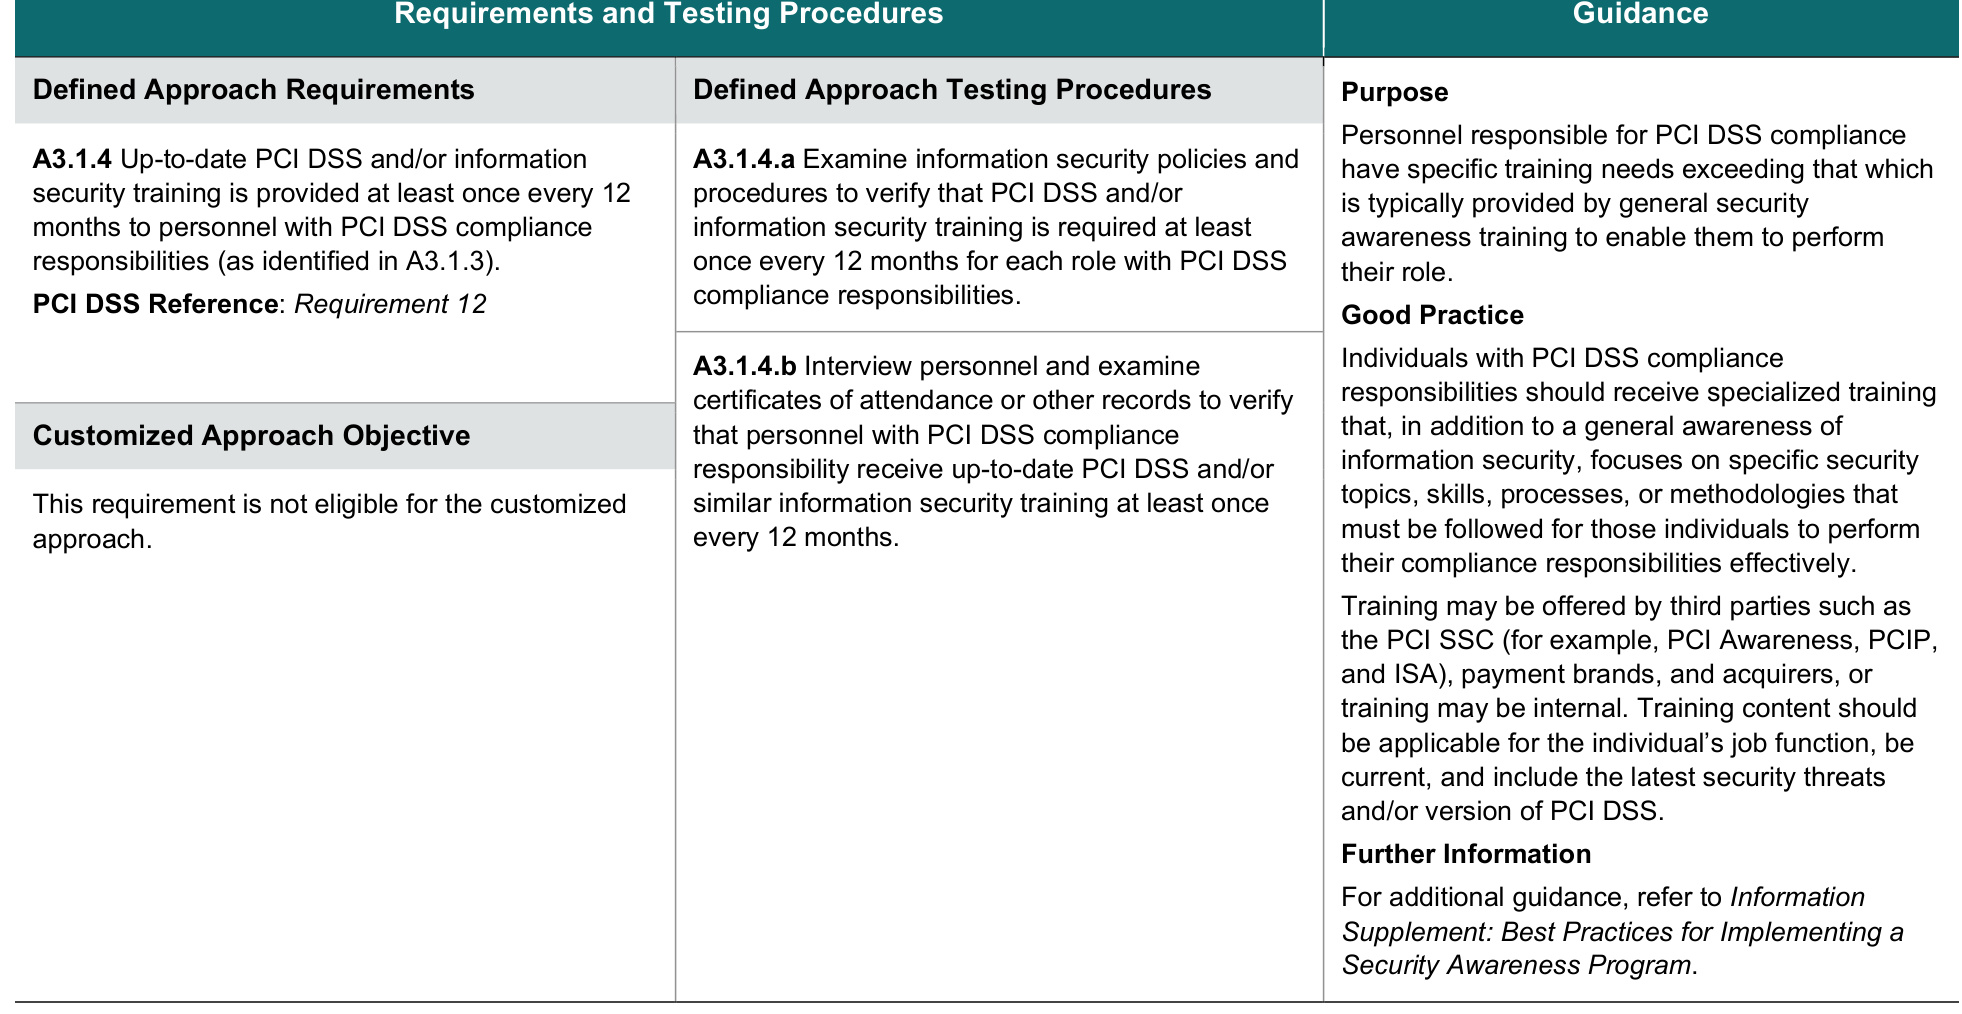 Requirements and Testing Procedures
Guidance
Defined Approach Requirements
A3.1.4 Up-to-date PCI DSS and/or information
security training is provided at least once every 12
months to personnel with PCI DSS compliance
responsibilities (as identified in A3.1.3).
PCI DSS Reference: Requirement 12
Customized Approach Objective
This requirement is not eligible for the customized
approach.
Defined Approach Testing Procedures
A3.1.4.a Examine information security policies and
procedures to verify that PCI DSS and/or
information security training is required at least
once every 12 months for each role with PCI DSS
compliance responsibilities.
A3.1.4.b Interview personnel and examine
certificates of attendance or other records to verify
that personnel with PCI DSS compliance
responsibility receive up-to-date PCI DSS and/or
similar information security training at least once
every 12 months.
Purpose
Personnel responsible for PCI DSS compliance
have specific training needs exceeding that which
is typically provided by general security
awareness training to enable them to perform
their role.
Good Practice
Individuals with PCI DSS compliance
responsibilities should receive specialized training
that, in addition to a general awareness of
information security, focuses on specific security
topics, skills, processes, or methodologies that
must be followed for those individuals to perform
their compliance responsibilities effectively.
Training may be offered by third parties such as
the PCI SSC (for example, PCI Awareness, PCIP,
and ISA), payment brands, and acquirers, or
training may be internal. Training content should
be applicable for the individual’s job function, be
current, and include the latest security threats
and/or version of PCI DSS.
Further Information
For additional guidance, refer to Information
Supplement: Best Practices for Implementing a
Security Awareness Program.